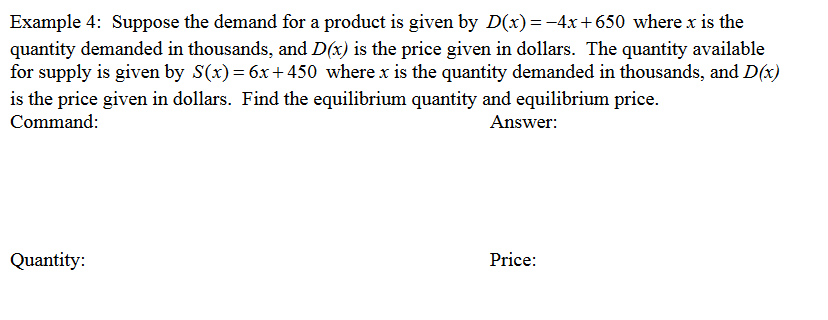 Example 4: Suppose the demand for a product is given by D(x) = −4x + 650 where x is the
quantity demanded in thousands, and D(x) is the price given in dollars. The quantity available
for supply is given by S(x) = 6x + 450 where x is the quantity demanded in thousands, and D(x)
is the price given in dollars. Find the equilibrium quantity and equilibrium price.
Command: Answer:
Quantity: Price: